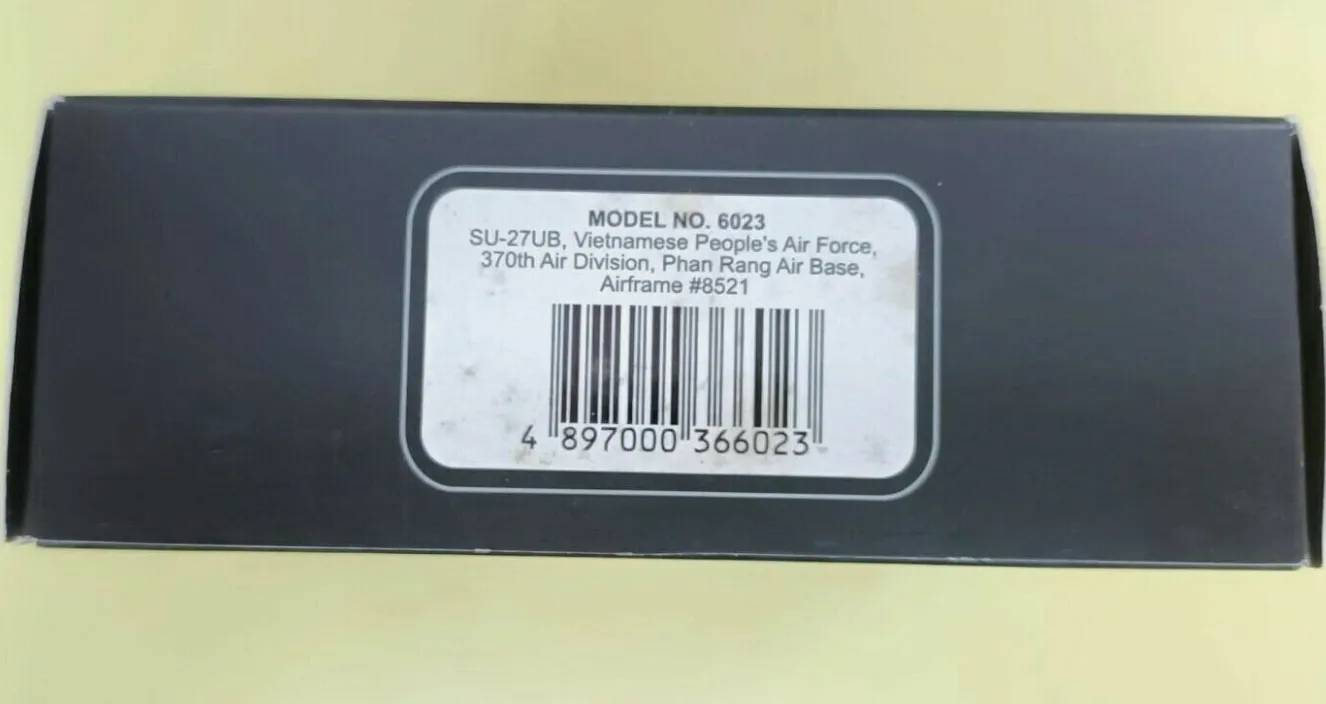 MODEL NO. 6023
SU-27UB, Vietnamese People's Air Force,
370th Air Division, Phan Rang Air Base,
Airframe #8521
4 897000 366023